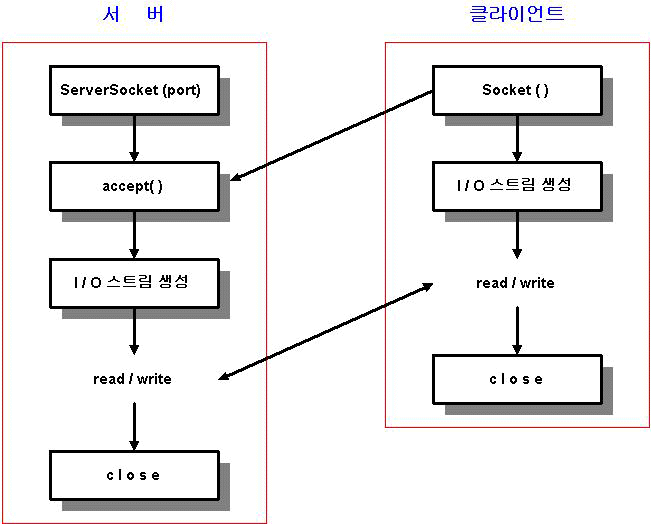 서 버
ServerSocket (port)
accept( )
I / O 스트림 생성
read / write
c l o s e
클라이언트
Socket ( )
I / O 스트림 생성
read / write
c l o s e